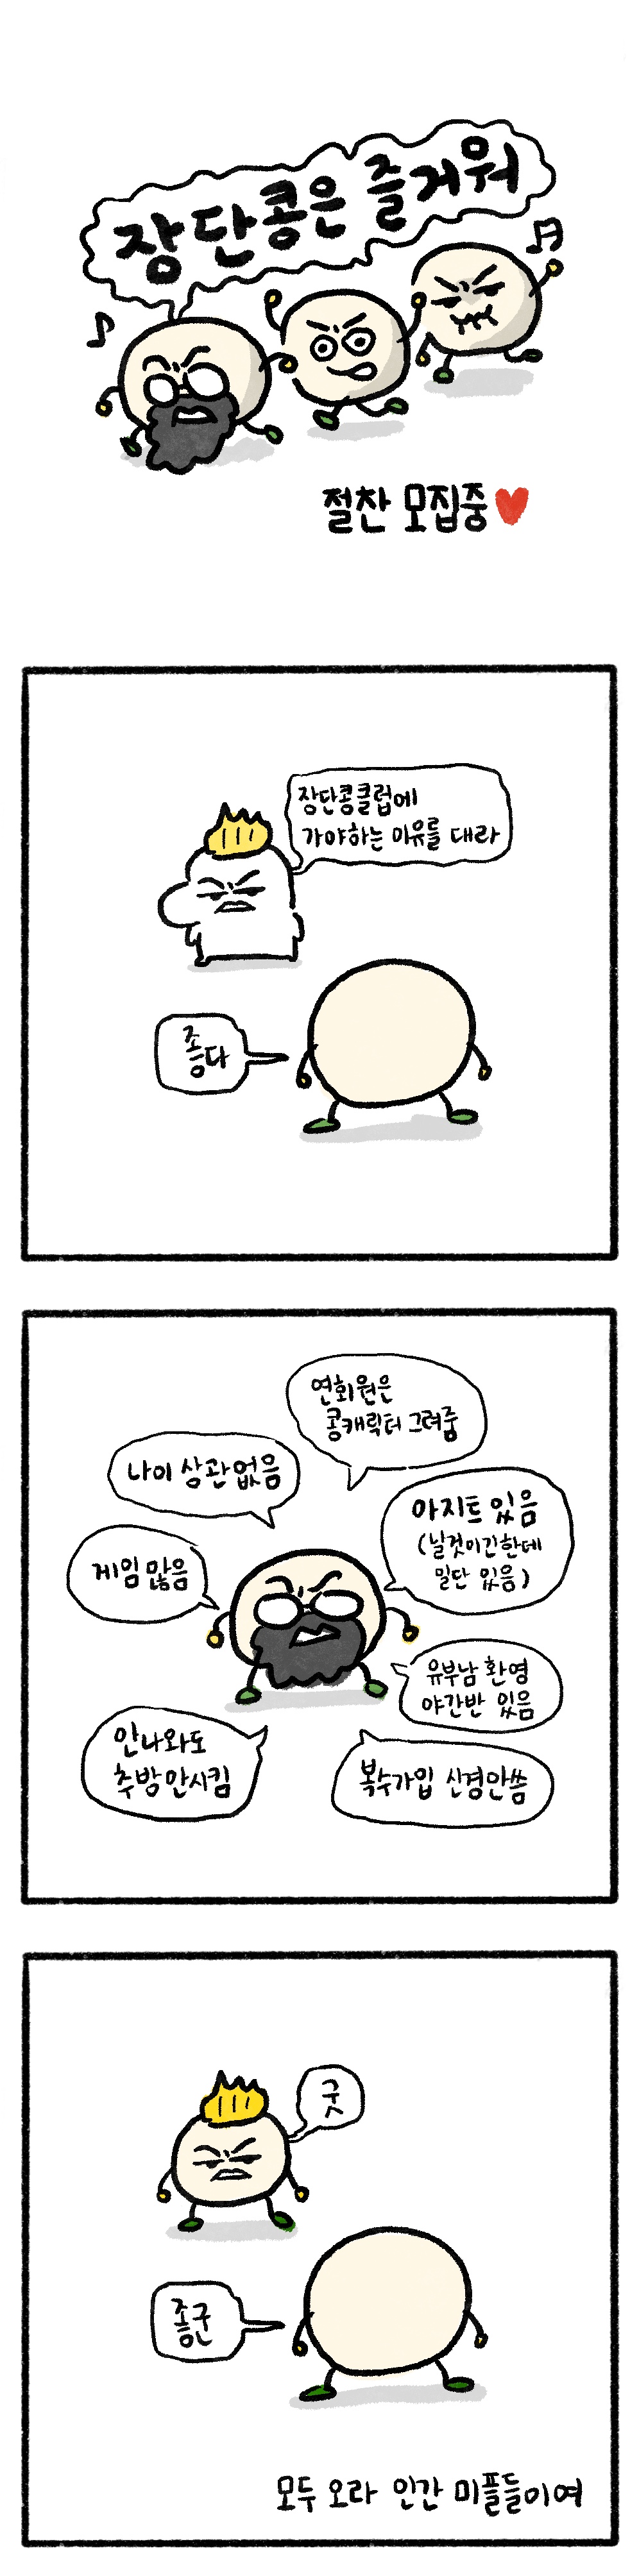 장단콩은 즐거워
절찬 모집중
장단콩클럽에
가야하는 이유를 대라
좋다
연회원은
콩캐릭터 그려줌
나이 상관없음
아지트 있음
(날것이긴한데
일단 있음)
게임 많음
유부남 환영
야간반 있음
안나와도
추방안시킴
복수가입 신경안씀
굿
좋군
모두 오라 인간 미플들이여